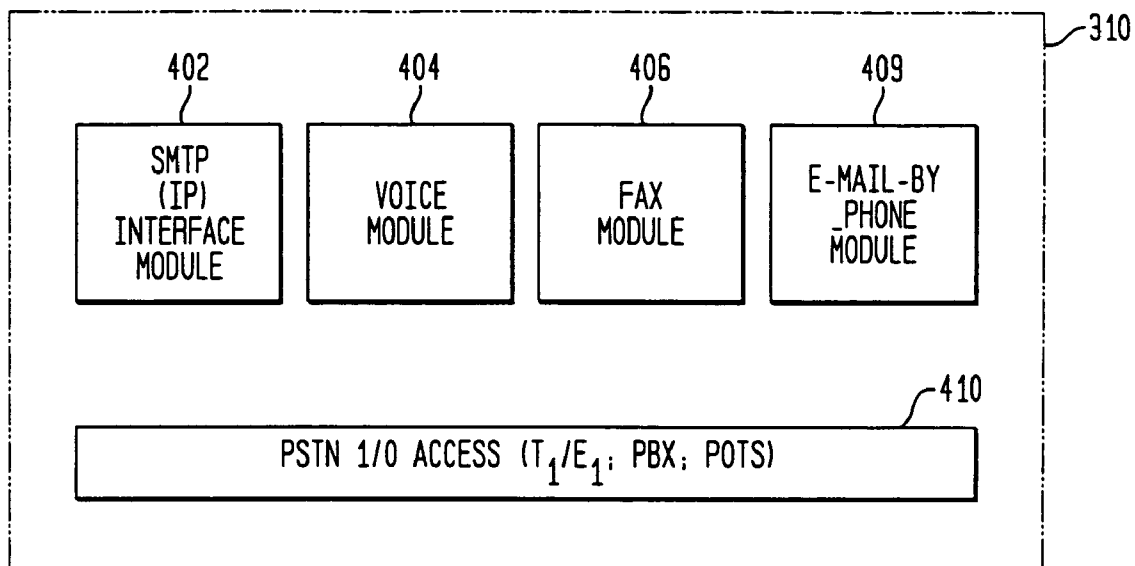 310
402
404
406
409
SMTP
(IP)
INTERFACE
MODULE
VOICE
MODULE
FAX
MODULE
E-MAIL-BY
_PHONE
MODULE
410
PSTN 1/0 ACCESS (T1/E1; PBX; POTS)